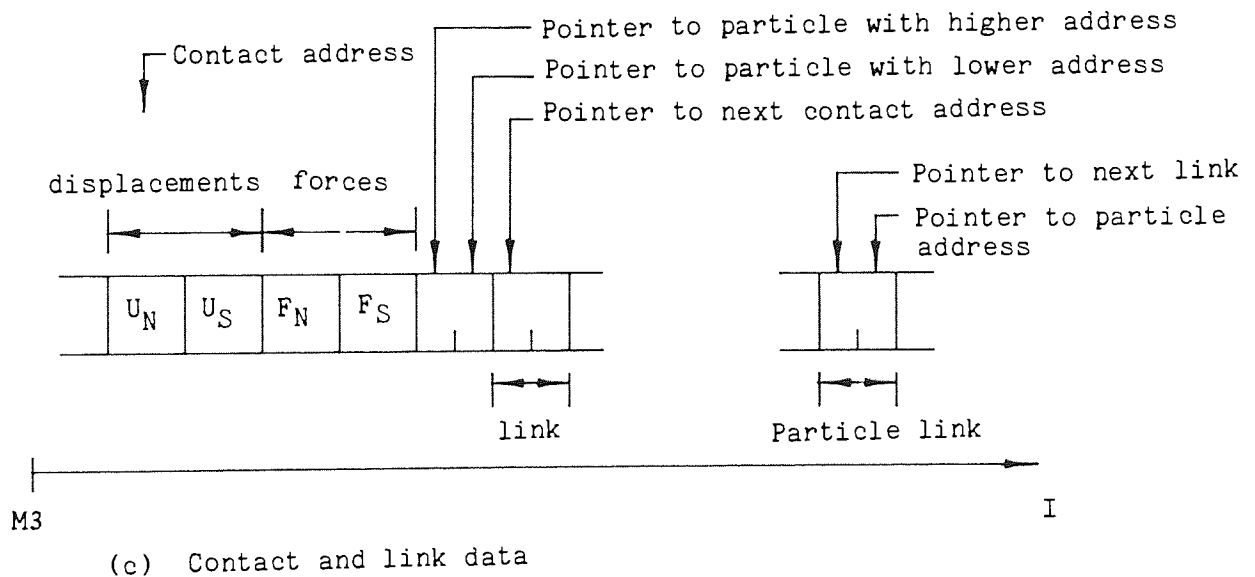 Pointer to particle with higher address
Contact address
Pointer to particle with lower address
Pointer to next contact address
displacements forces
Pointer to next link
Pointer to particle
address
U_N U_S F_N F_S
link Particle link
M3 I
(c) Contact and link data